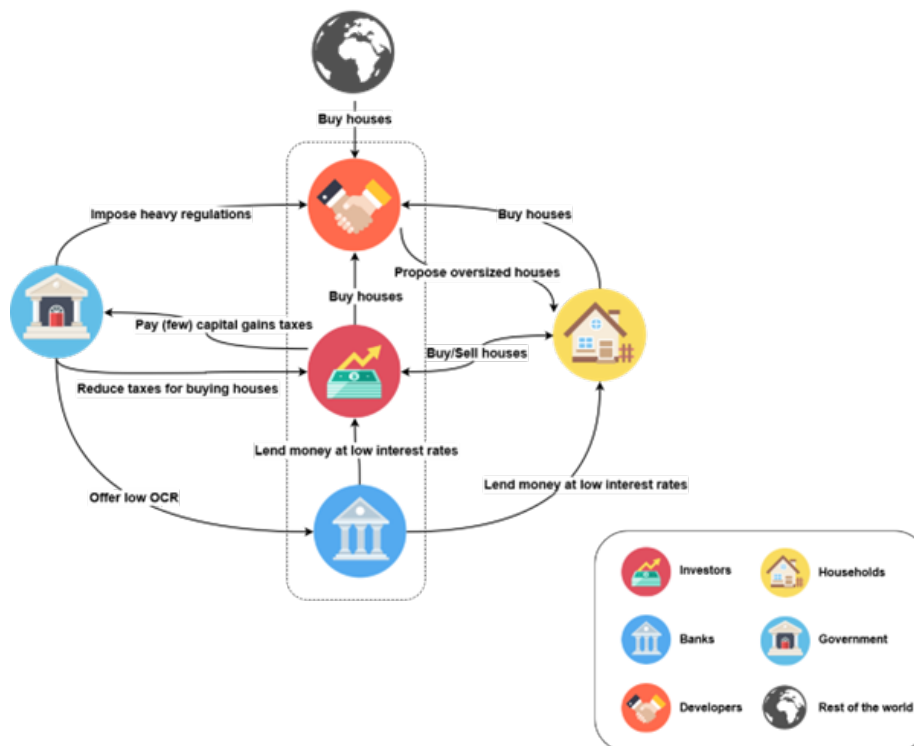 Buy houses
Impose heavy regulations
Buy houses
Propose oversized houses
Buy houses
Pay (few) capital gains taxes
Buy/Sell houses
Reduce taxes for buying houses
Lend money at low interest rates
Lend money at low interest rates
Offer low OCR
Investors
Households
Banks
Government
Developers
Rest of the world